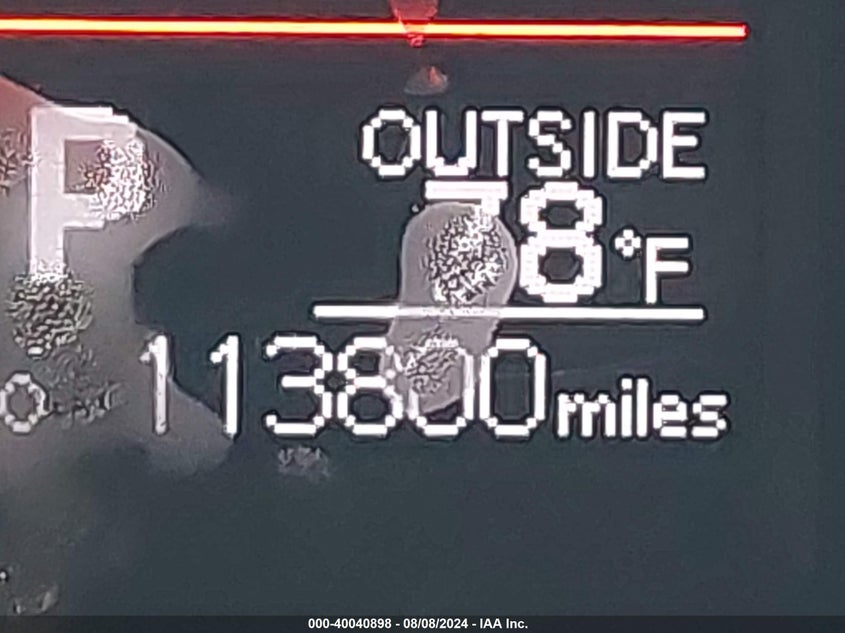 P
OUTSIDE
78°F
113800 miles
000-40040898 - 08/08/2024 - IAA Inc.